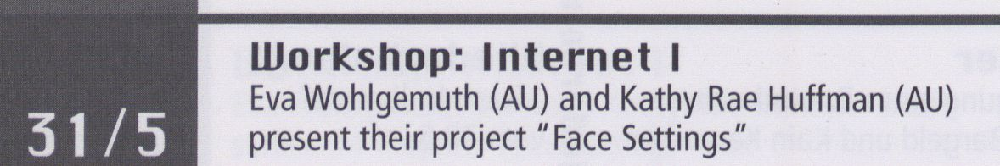 Workshop: Internet I
Eva Wohlgemuth (AU) and Kathy Rae Huffman (AU)
31/5
present their project "Face Settings"